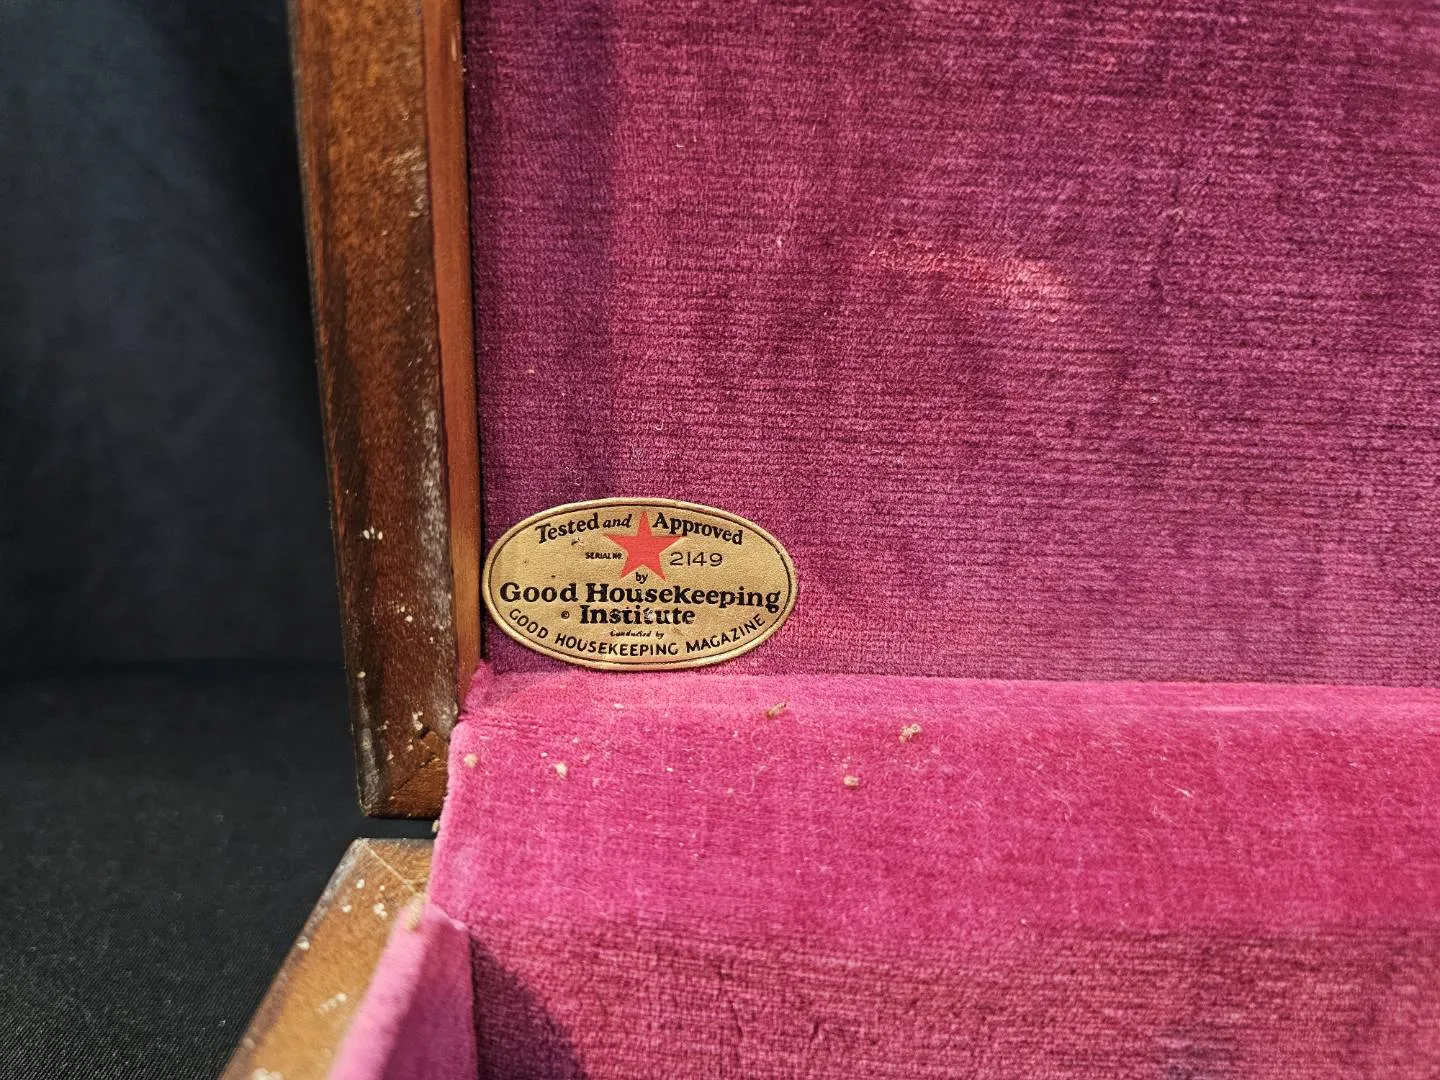 Tested and Approved
SERIAL No. 2149
by
Good Housekeeping
© Institute
Conducted by
GOOD HOUSEKEEPING MAGAZINE